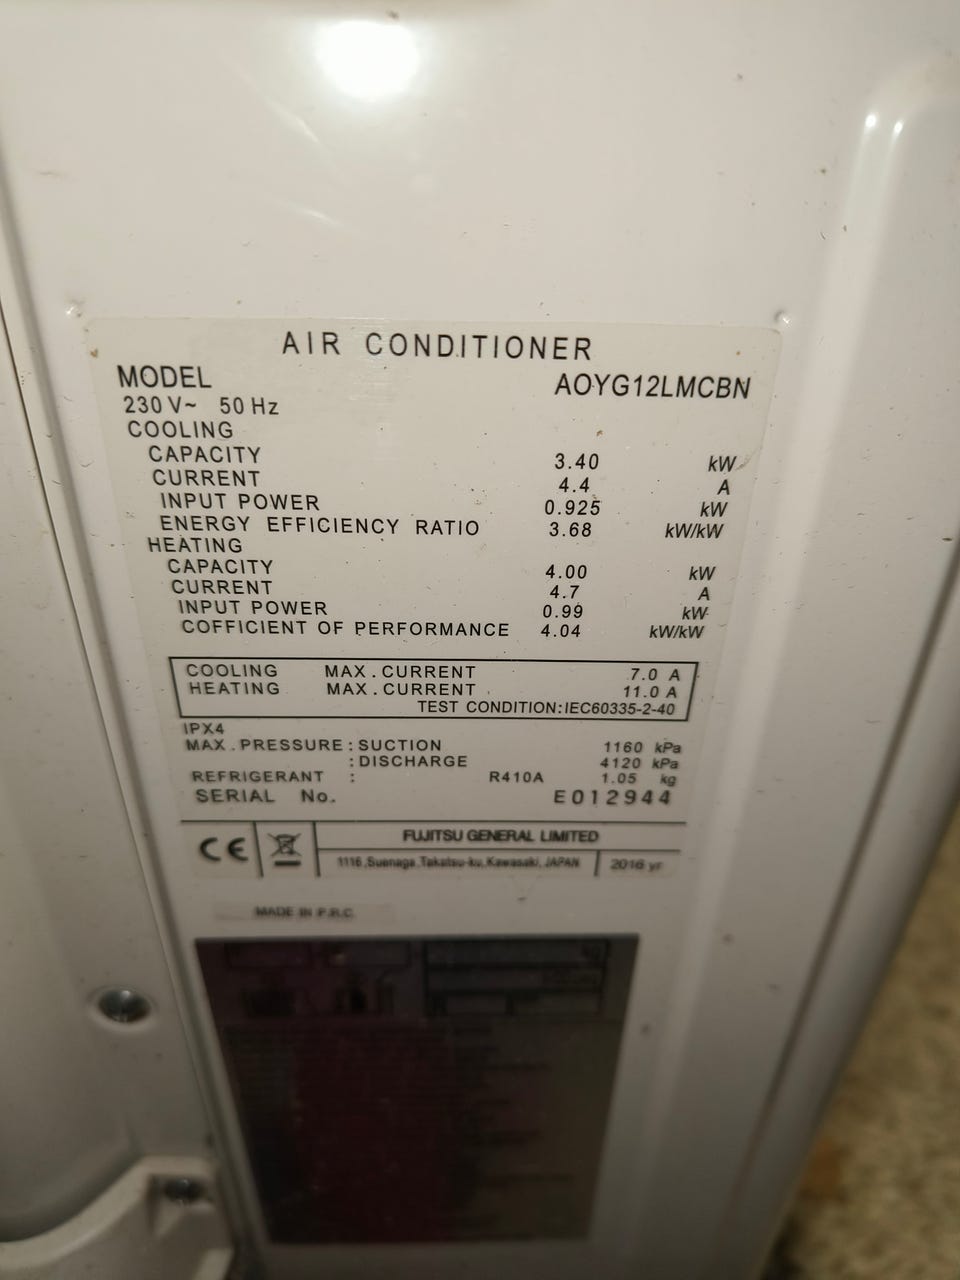 AIR CONDITIONER
MODEL AOYG12LMCBN
230 V~ 50 Hz
COOLING
CAPACITY 3.40 kW
CURRENT 4.4 A
INPUT POWER 0.925 kW
ENERGY EFFICIENCY RATIO 3.68 kW/kW
HEATING
CAPACITY 4.00 kW
CURRENT 4.7 A
INPUT POWER 0.99 kW
COFFICIENT OF PERFORMANCE 4.04 kW/kW
COOLING MAX. CURRENT 7.0 A
HEATING MAX. CURRENT 11.0 A
TEST CONDITION:IEC60335-2-40
IPX4
MAX. PRESSURE : SUCTION 1160 kPa
: DISCHARGE 4120 kPa
REFRIGERANT : R410A 1.05 kg
SERIAL No. E012944
CE FUJITSU GENERAL LIMITED
1116,Suenaga,Takatsu-ku,Kawasaki,JAPAN 2016 yr
MADE IN P.R.C.